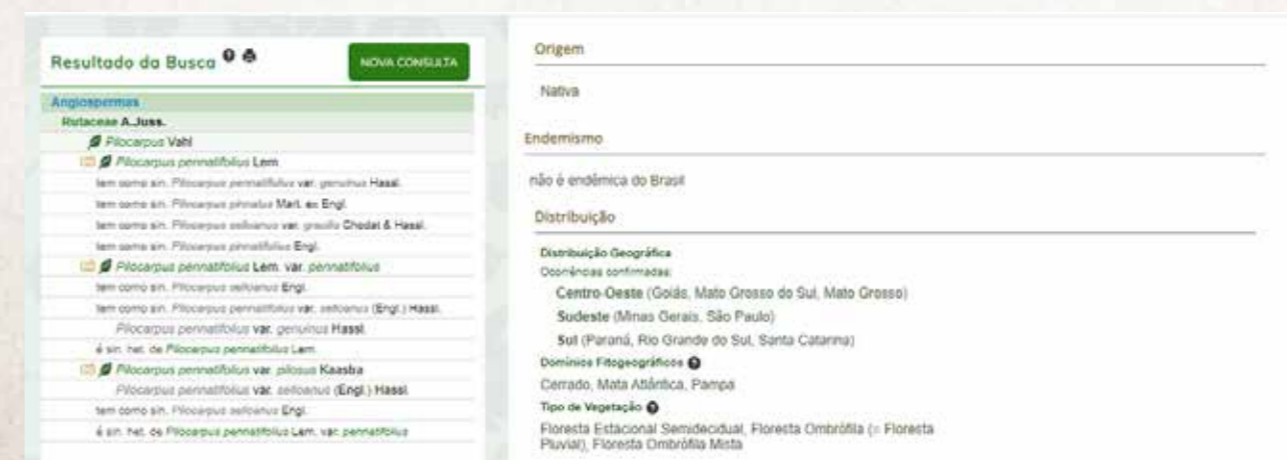 Resultado da Busca
NOVA CONSULTA
Angiospermas
Rutaceae A.Juss.
Pilocarpus Vahl
Pilocarpus pennatifolius Lem
tem como sin. Pilocarpus pennatifolius var. genuinus Hassl.
tem como sin. Pilocarpus pinnatus Mart. ex Engl.
tem como sin. Pilocarpus selloanus var. gracilis Chodat & Hassl.
tem como sin. Pilocarpus pinnatifolius Engl.
Pilocarpus pennatifolius Lem. var. pennatifolius
tem como sin. Pilocarpus selloanus Engl.
tem como sin. Pilocarpus pennatifolius var. selloanus (Engl.) Hassl.
Pilocarpus pennatifolius var. genuinus Hassl.
é sin. het. de Pilocarpus pennatifolius Lem.
Pilocarpus pennatifolius var. pilosus Kaastra
Pilocarpus pennatifolius var. selloanus (Engl.) Hassl.
tem como sin. Pilocarpus selloanus Engl.
é sin. het. de Pilocarpus pennatifolius Lem. var. pennatifolius
Origem
Nativa
Endemismo
não é endêmica do Brasil
Distribuição
Distribuição Geográfica
Ocorrências confirmadas:
Centro-Oeste (Goiás, Mato Grosso do Sul, Mato Grosso)
Sudeste (Minas Gerais, São Paulo)
Sul (Paraná, Rio Grande do Sul, Santa Catarina)
Domínios Fitogeográficos
Cerrado, Mata Atlântica, Pampa
Tipo de Vegetação
Floresta Estacional Semidecidual, Floresta Ombrófila (= Floresta
Pluvial), Floresta Ombrófila Mista